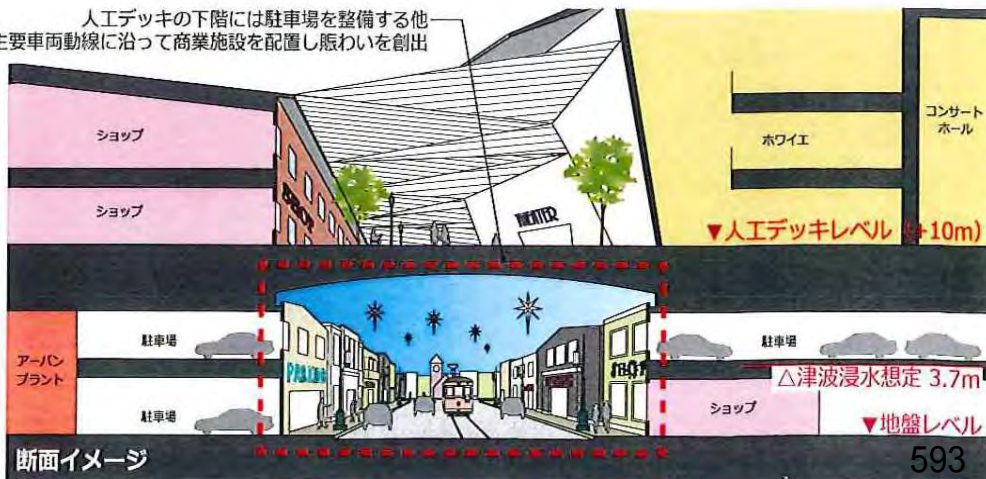 人工デッキの下階には駐車場を整備する他
主要車両動線に沿って商業施設を配置し賑わいを創出
ショップ
ショップ
ホワイエ
コンサート
ホール
THEATER
▼人工デッキレベル (+10m)
アーバン
プラント
駐車場
駐車場
PARKING
SHOP
駐車場
△津波浸水想定 3.7m
ショップ
▼地盤レベル
断面イメージ
593